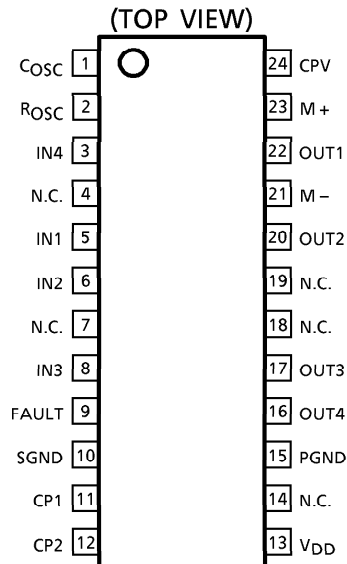 (TOP VIEW)
COSC 1 24 CPV
ROSC 2 23 M+
IN4 3 22 OUT1
N.C. 4 21 M−
IN1 5 20 OUT2
IN2 6 19 N.C.
N.C. 7 18 N.C.
IN3 8 17 OUT3
FAULT 9 16 OUT4
SGND 10 15 PGND
CP1 11 14 N.C.
CP2 12 13 VDD